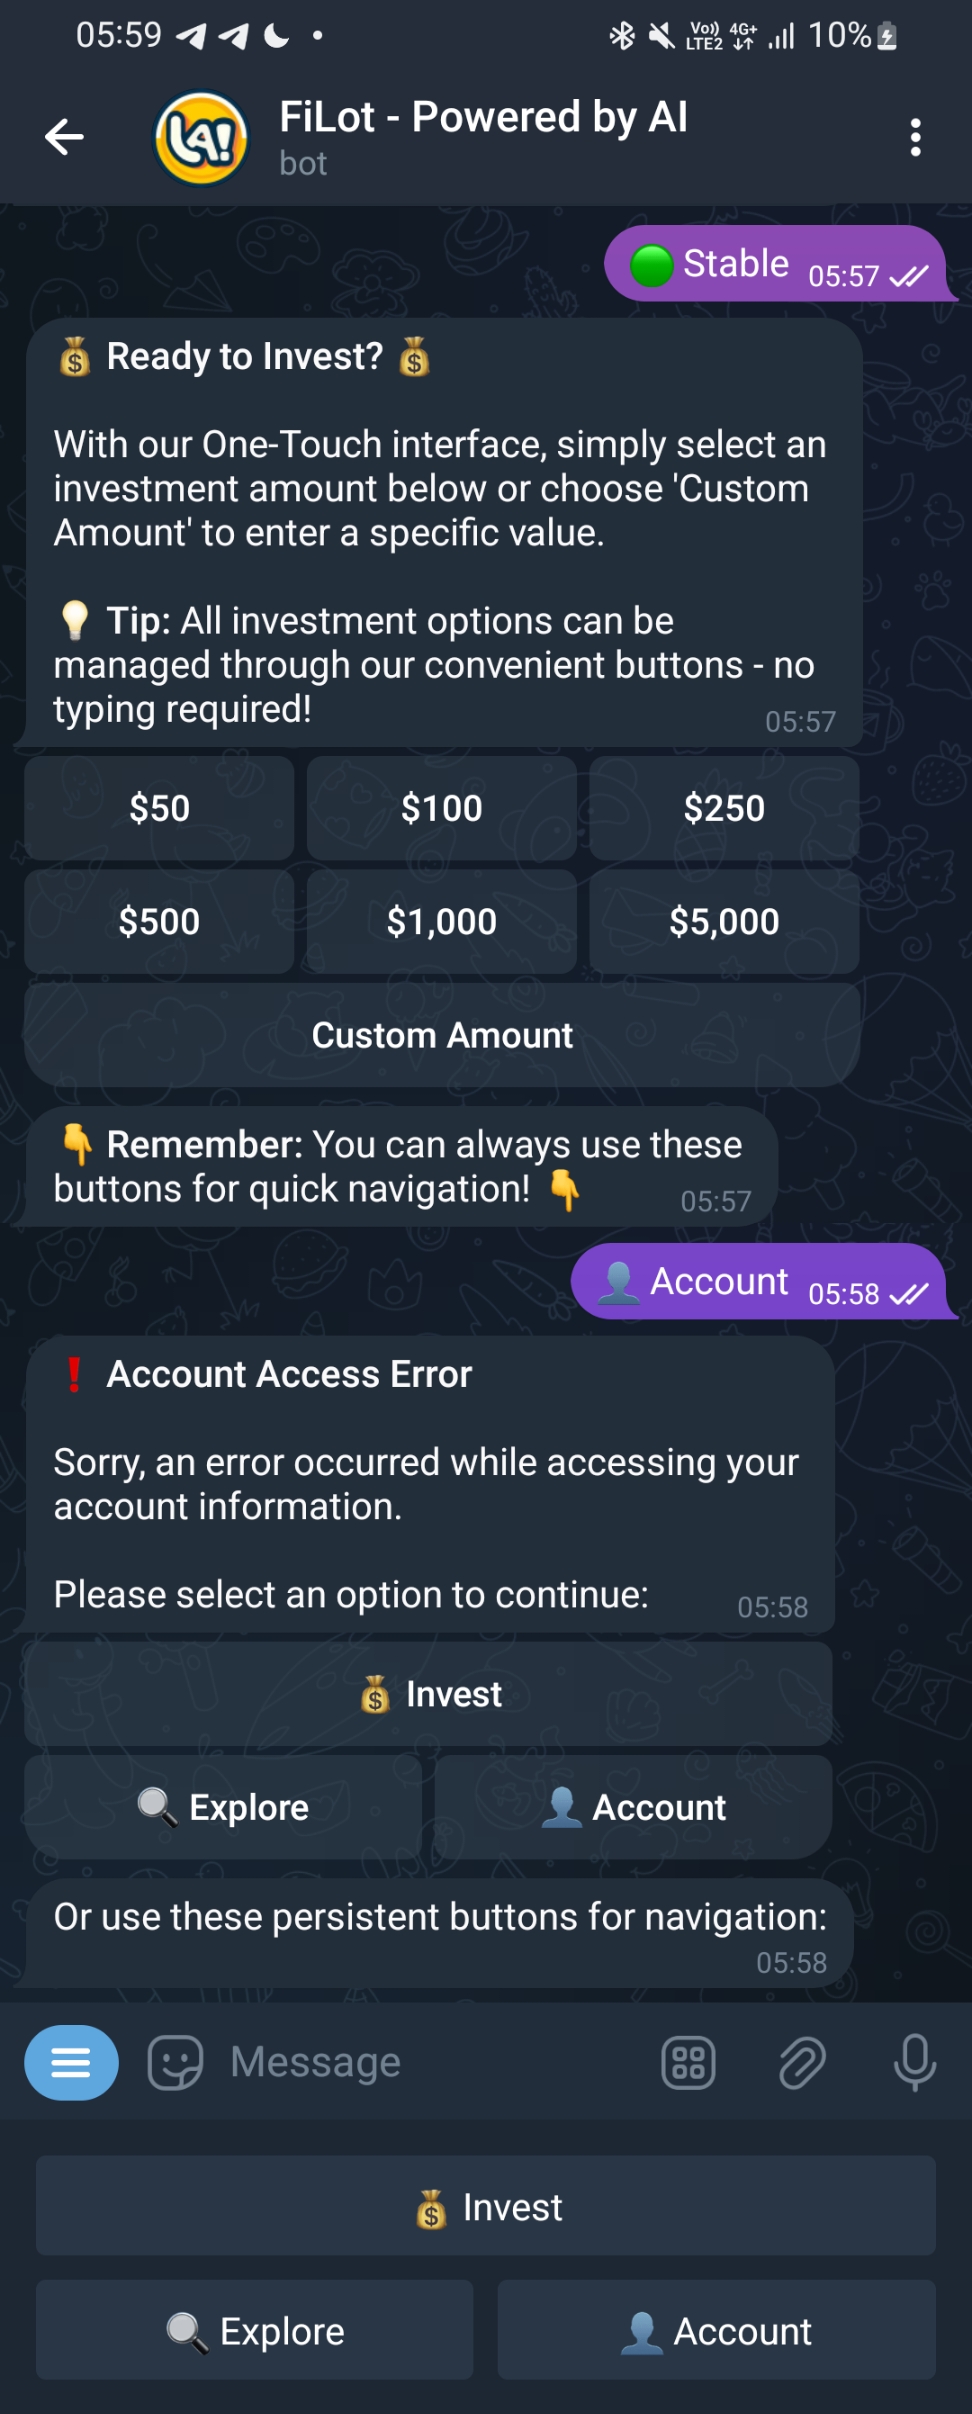 05:59
Vo)) LTE2 4G+ 10%
LA!
FiLot - Powered by AI
bot
Stable 05:57
Ready to Invest?
With our One-Touch interface, simply select an
investment amount below or choose 'Custom
Amount' to enter a specific value.
Tip: All investment options can be
managed through our convenient buttons - no
typing required!
05:57
$50 $100 $250
$500 $1,000 $5,000
Custom Amount
Remember: You can always use these
buttons for quick navigation!
05:57
Account 05:58
Account Access Error
Sorry, an error occurred while accessing your
account information.
Please select an option to continue:
05:58
Invest
Explore Account
Or use these persistent buttons for navigation:
05:58
Message
Invest
Explore Account